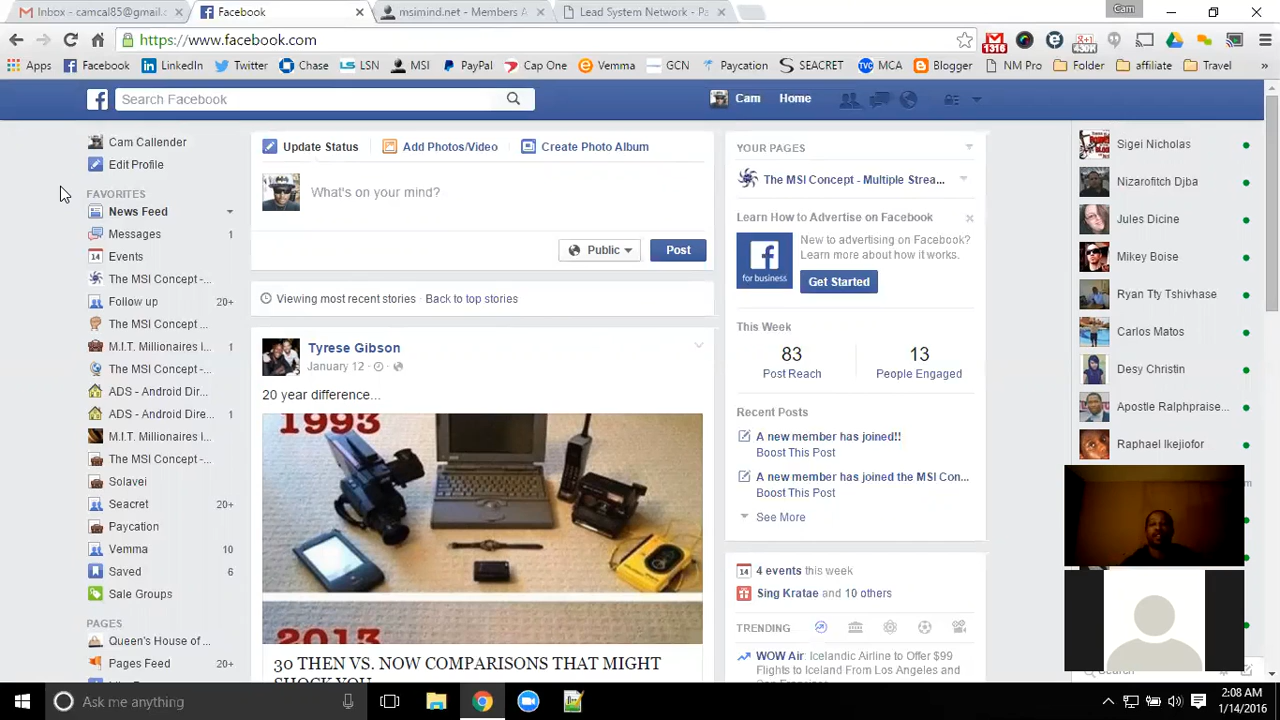 Inbox - camcal85@gmail.c
Facebook
msimind.net - Members A
Lead System Network - Pa
Cam
https://www.facebook.com
1316
430K
Apps
Facebook
LinkedIn
Twitter
Chase
LSN
MSI
PayPal
Cap One
Vemma
GCN
Paycation
SEACRET
MCA
Blogger
NM Pro
Folder
affiliate
Travel
Search Facebook
Cam
Home
Cam Callender
Edit Profile
FAVORITES
News Feed
Messages 1
Events
The MSI Concept -...
Follow up 20+
The MSI Concept ...
M.I.T. Millionaires I... 1
The MSI Concept -...
ADS - Android Dir...
ADS - Android Dire... 1
M.I.T. Millionaires I...
The MSI Concept -...
Solavei
Seacret 20+
Paycation
Vemma 10
Saved 6
Sale Groups
PAGES
Queen's House of ...
Pages Feed 20+
Update Status
Add Photos/Video
Create Photo Album
What's on your mind?
Public
Post
Viewing most recent stories · Back to top stories
Tyrese Gibson
January 12
20 year difference...
1993
2013
30 THEN VS. NOW COMPARISONS THAT MIGHT
SHOCK YOU
YOUR PAGES
The MSI Concept - Multiple Strea...
Learn How to Advertise on Facebook
for business
New to advertising on Facebook?
Learn more about how it works.
Get Started
This Week
83
Post Reach
13
People Engaged
Recent Posts
A new member has joined!!
Boost This Post
A new member has joined the MSI Con...
Boost This Post
See More
14
4 events this week
Sing Kratae and 10 others
TRENDING
WOW Air: Icelandic Airline to Offer $99
Flights to Iceland From Los Angeles and
Sigei Nicholas
Nizarofitch Djba
Jules Dicine
Mikey Boise
Ryan Tfy Tshivhase
Carlos Matos
Desy Christin
Apostle Ralphpraise...
Raphael Ikejiofor
Search
Ask me anything
2:08 AM
1/14/2016